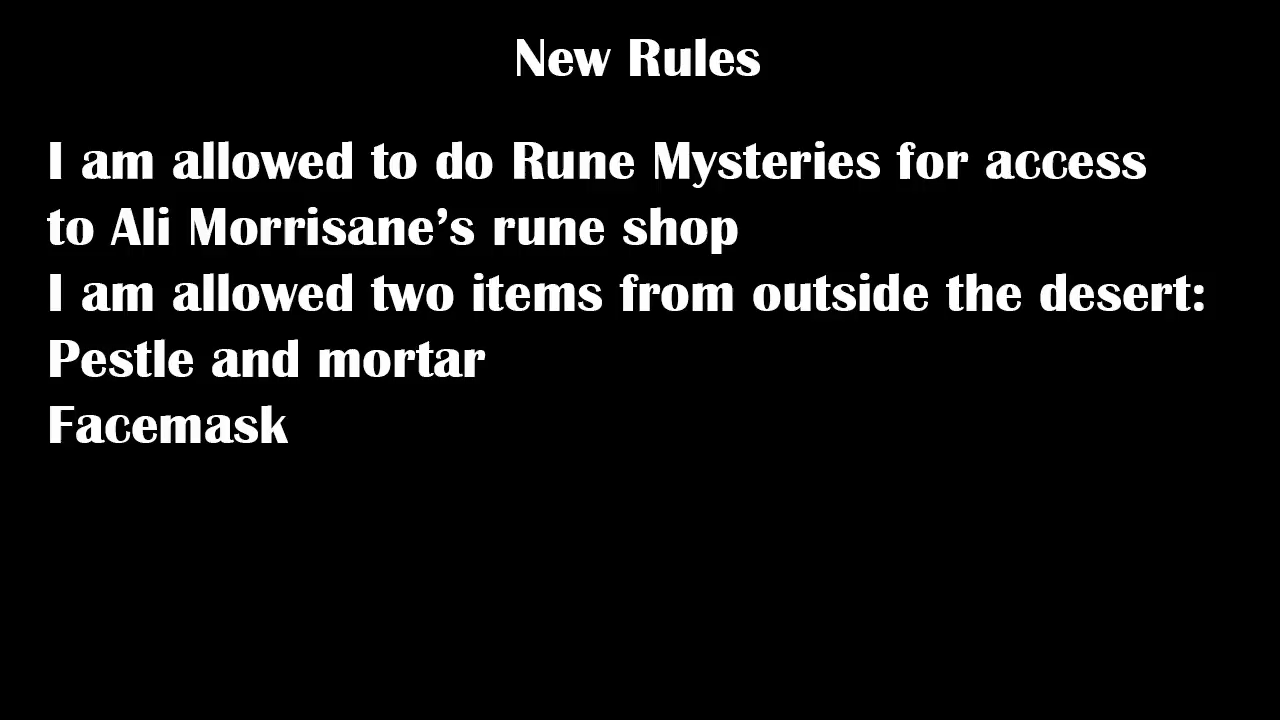 New Rules
I am allowed to do Rune Mysteries for access
to Ali Morrisane’s rune shop
I am allowed two items from outside the desert:
Pestle and mortar
Facemask